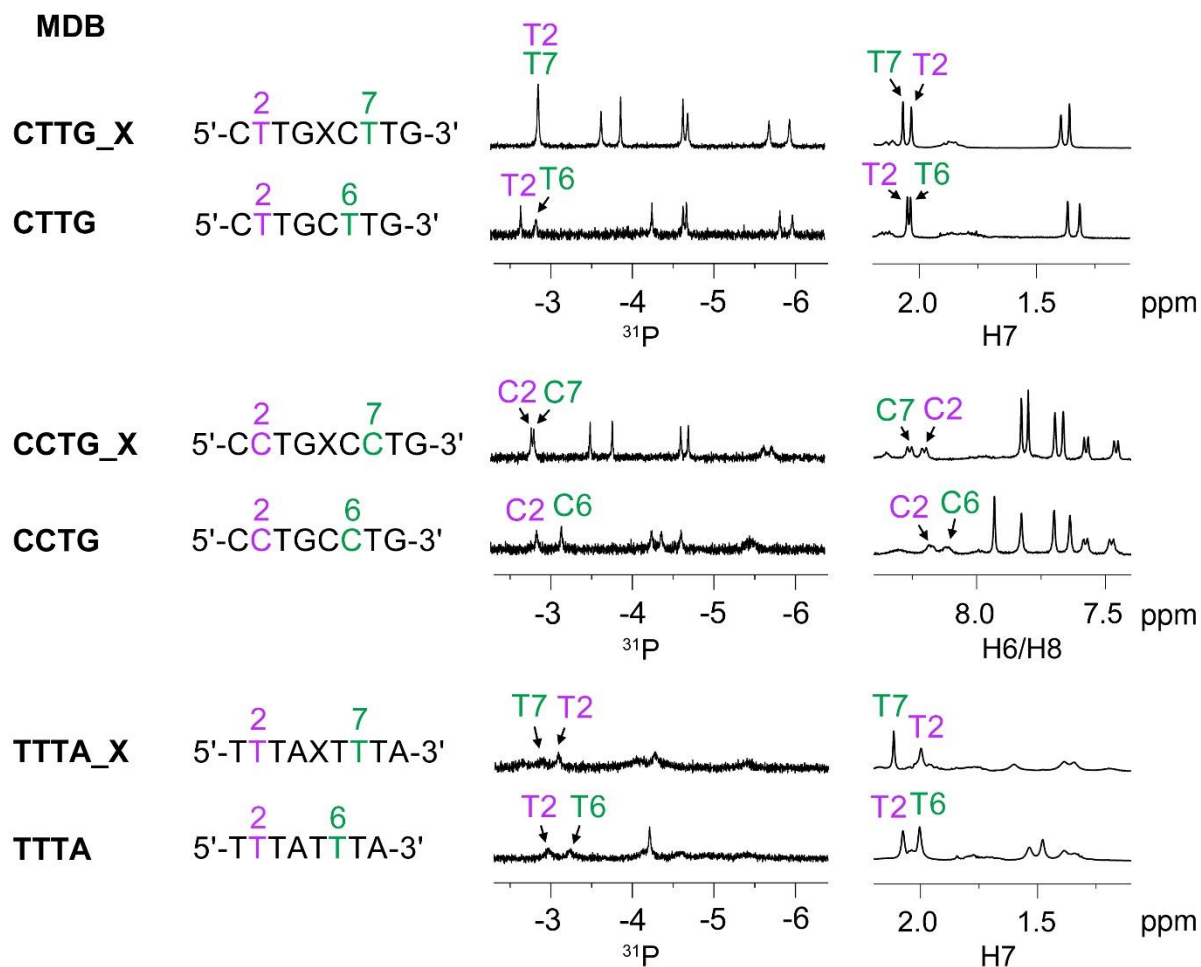 MDB
T2
T7
T7 T2
2 7
CTTG_X 5'-CTTGXCTTG-3'
T2 T6
T2 T6
2 6
CTTG 5'-CTTGCTTG-3'
-3 -4 -5 -6
2.0 1.5 ppm
31P
H7
C2 C7
C7 C2
2 7
CCTG_X 5'-CCTGXCCTG-3'
C2 C6
C2 C6
2 6
CCTG 5'-CCTGCCTG-3'
-3 -4 -5 -6
8.0 7.5 ppm
31P
H6/H8
T7 T2
T7
T2
2 7
TTTA_X 5'-TTTAXTTTA-3'
T2 T6
T2 T6
2 6
TTTA 5'-TTTATTTA-3'
-3 -4 -5 -6
2.0 1.5 ppm
31P
H7